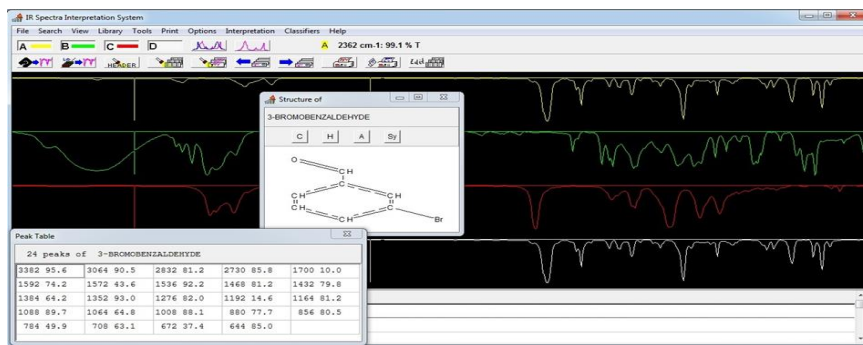 IR Spectra Interpretation System
File Search View Library Tools Print Options Interpretation Classifiers Help
A B C D A 2362 cm-1: 99.1 % T
HEADER
Structure of
3-BROMOBENZALDEHYDE
C H A Sy
O
CH
C
CH CH
CH C
CH
Br
Peak Table
24 peaks of 3-BROMOBENZALDEHYDE
3382 95.6 3064 90.5 2832 81.2 2730 85.8 1700 10.0
1592 74.2 1572 43.6 1536 92.2 1468 81.2 1432 79.8
1384 64.2 1352 93.0 1276 82.0 1192 14.6 1164 81.2
1088 89.7 1064 64.8 1008 88.1 880 77.7 856 80.5
784 49.9 708 63.1 672 37.4 644 85.0